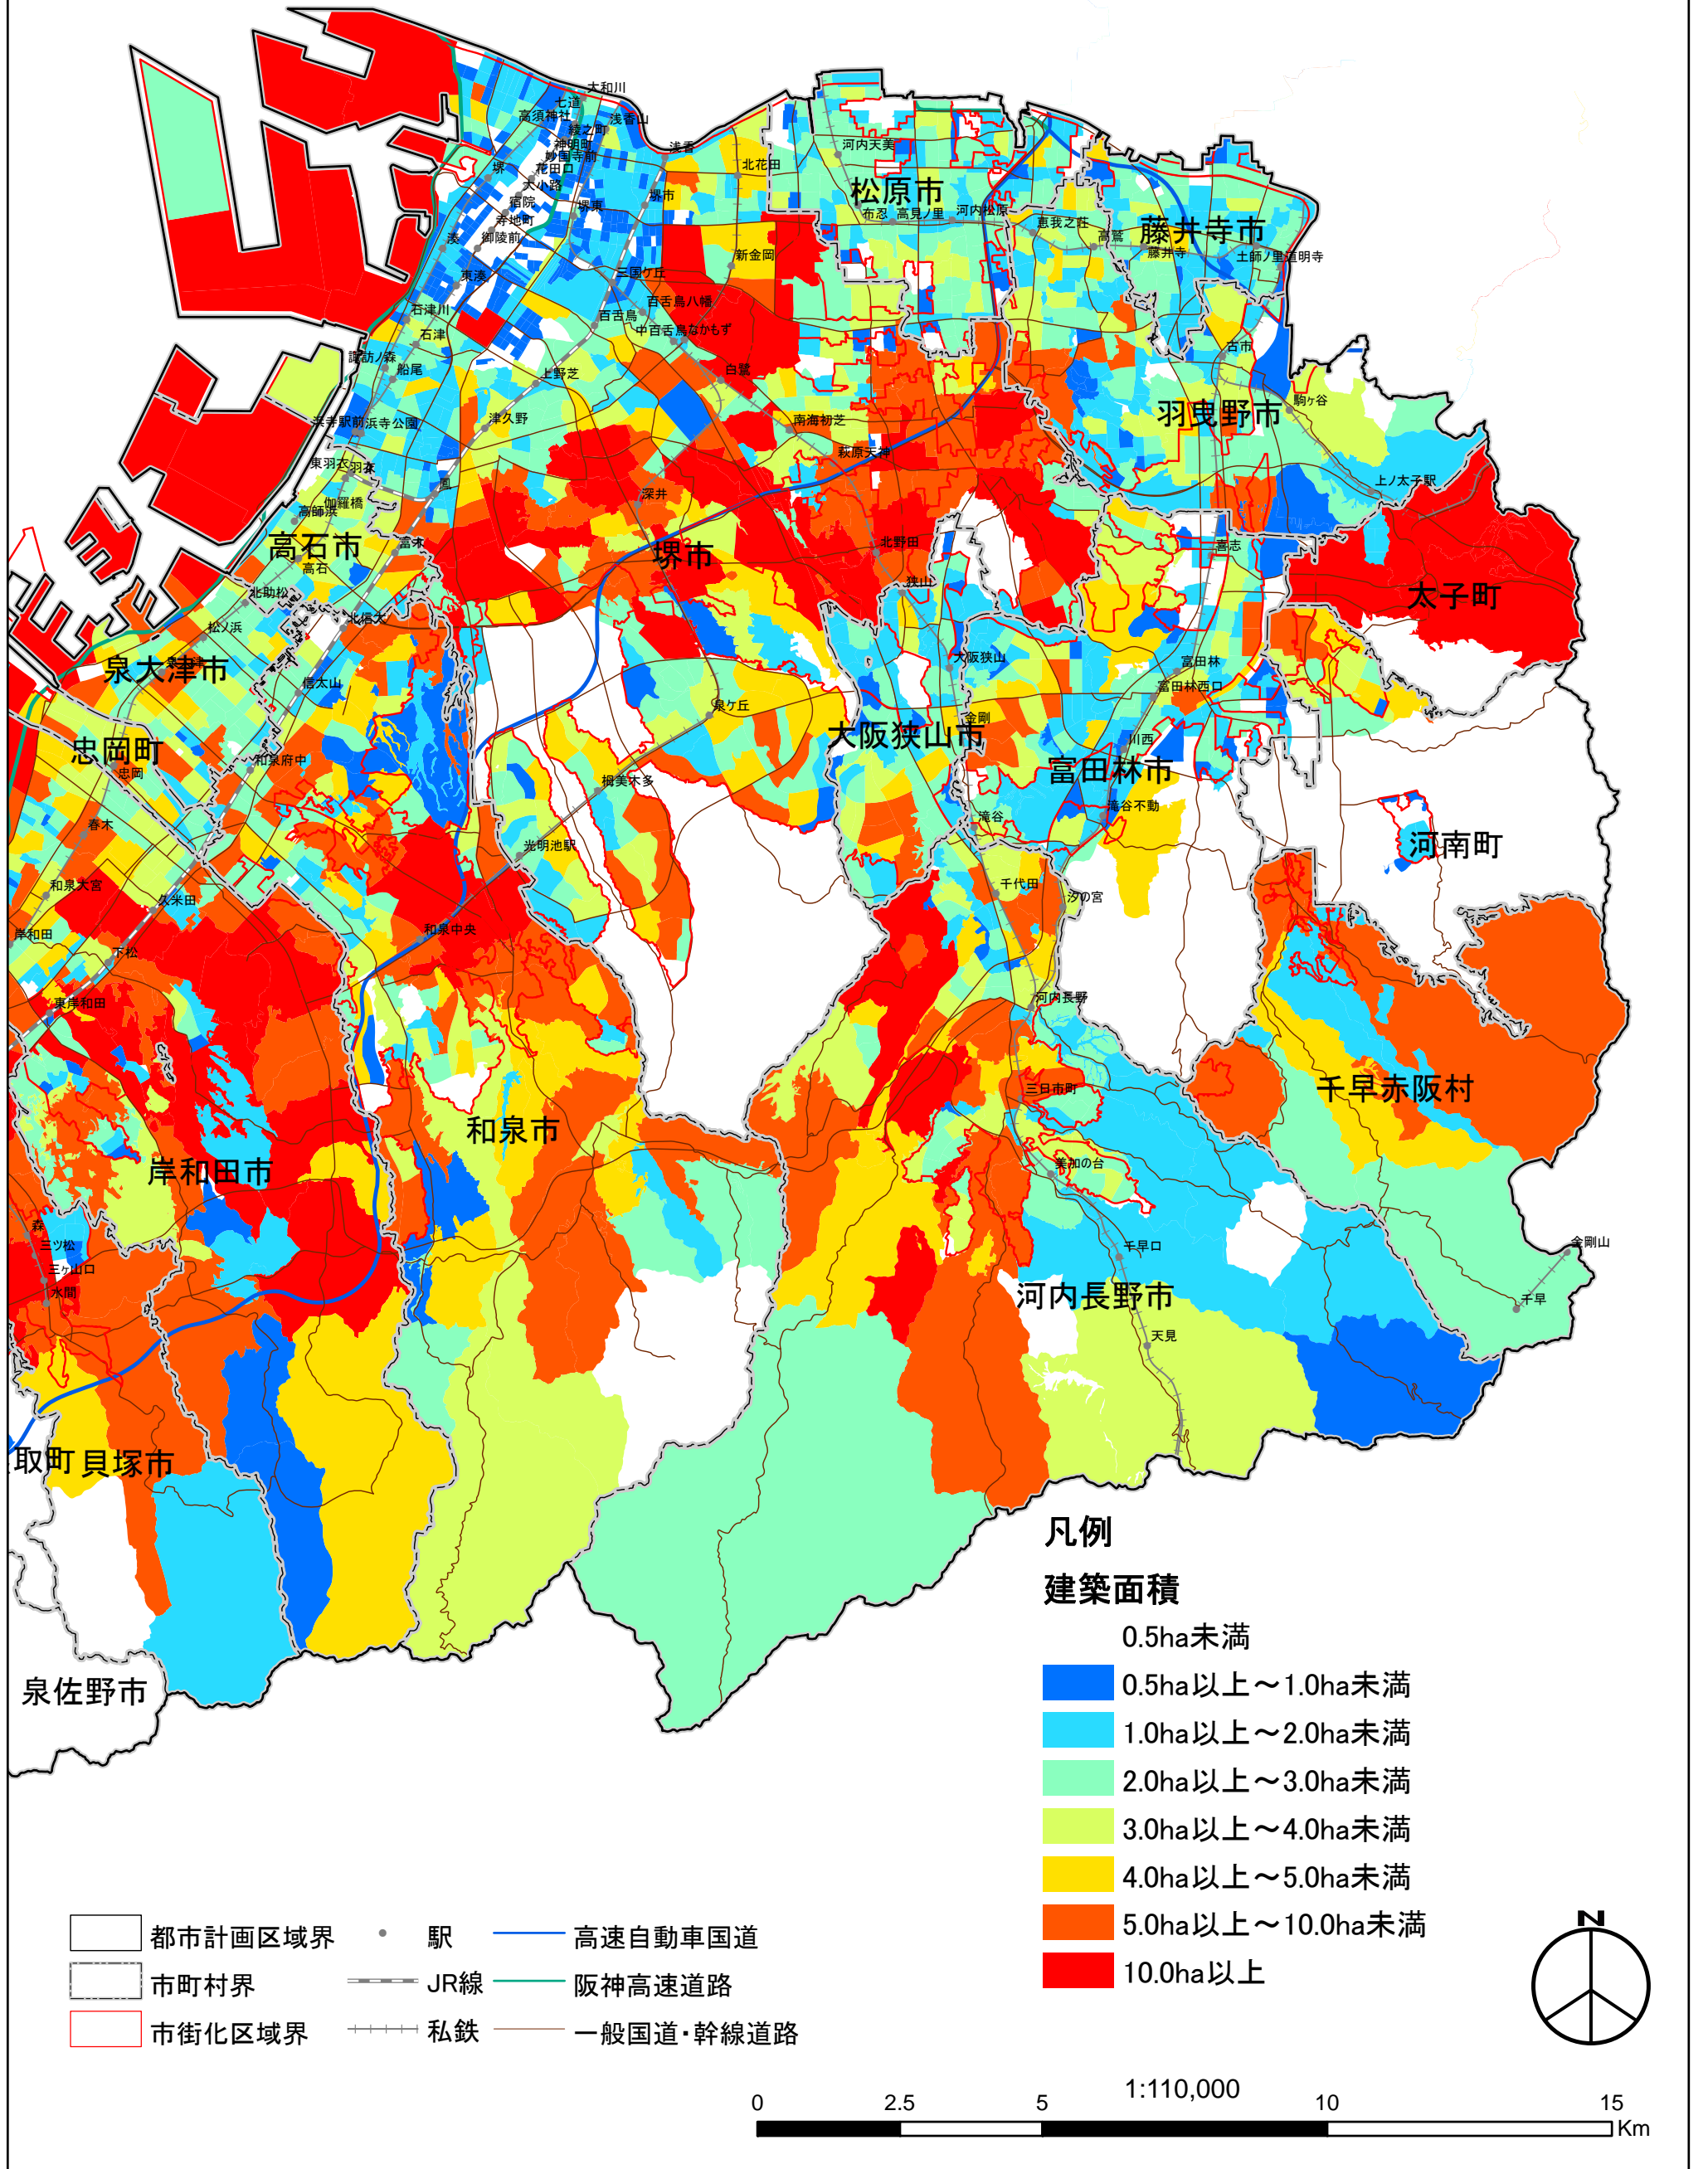 大和川
七道
高須神社
綾之町
浅香山
神明町
妙国寺前
浅香
堺
花田口
北花田
河内天美
大小路
宿院
堺東
堺市
松原市
寺地町
布忍
高見ノ里
河内松原
恵我之荘
高鷲
藤井寺市
藤井寺
土師ノ里
道明寺
湊
御陵前
新金岡
東湊
三国ケ丘
百舌鳥八幡
石津川
百舌鳥
中百舌鳥
なかもず
石津
諏訪ノ森
船尾
上野芝
白鷺
古市
駒ヶ谷
羽曳野市
浜寺駅前
浜寺公園
津久野
南海初芝
萩原天神
東羽衣
羽衣
鳳
深井
上ノ太子駅
伽羅橋
高師浜
高石市
富木
高石
堺市
北野田
喜志
狭山
太子町
北助松
松ノ浜
北信太
泉大津市
信太山
大阪狭山
富田林
富田林西口
泉ケ丘
金剛
大阪狭山市
川西
忠岡町
忠岡
和泉府中
栂美木多
富田林市
滝谷不動
春木
滝谷
光明池駅
河南町
和泉大宮
久米田
千代田
汐の宮
岸和田
和泉中央
下松
東岸和田
河内長野
三日市町
千早赤阪村
和泉市
岸和田市
美加の台
森
三ツ松
千早口
金剛山
三ヶ山口
水間
河内長野市
千早
天見
取町
貝塚市
泉佐野市
凡例
建築面積
0.5ha未満
0.5ha以上～1.0ha未満
1.0ha以上～2.0ha未満
2.0ha以上～3.0ha未満
3.0ha以上～4.0ha未満
4.0ha以上～5.0ha未満
5.0ha以上～10.0ha未満
10.0ha以上
都市計画区域界
駅
高速自動車国道
市町村界
JR線
阪神高速道路
市街化区域界
私鉄
一般国道・幹線道路
N
1:110,000
0 2.5 5 10 15
Km